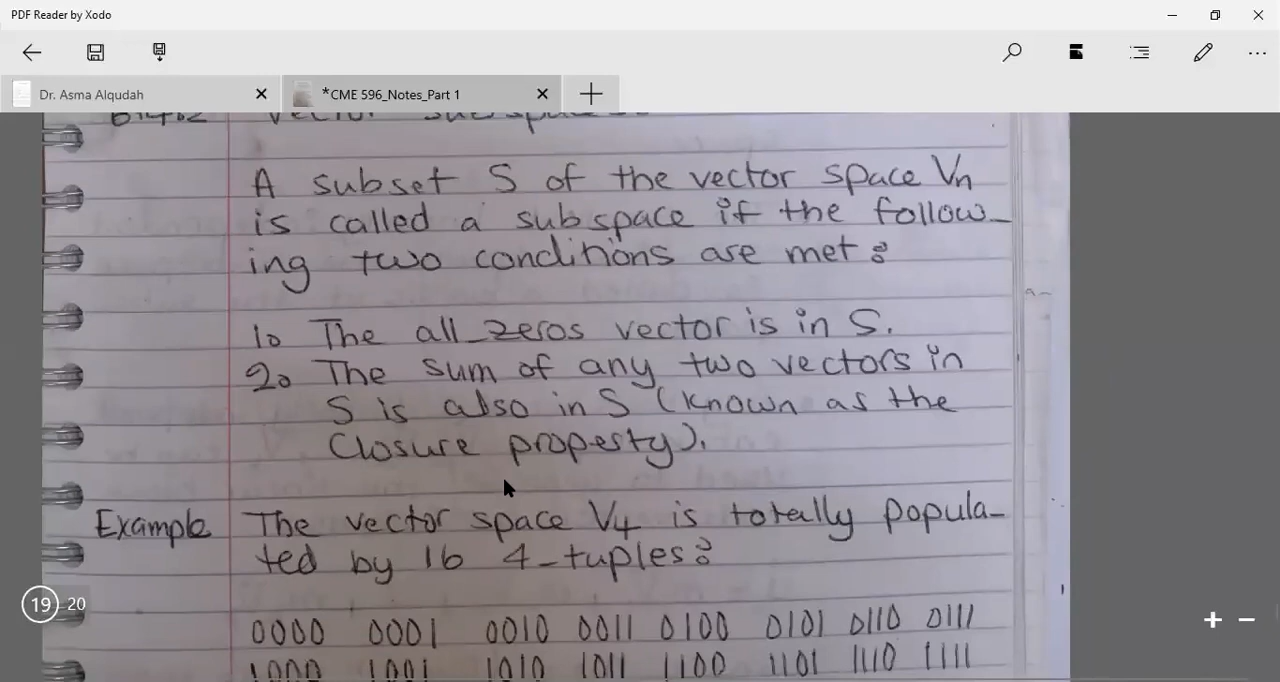 PDF Reader by Xodo
Dr. Asma Alqudah
*CME 596_Notes_Part 1
Vector subspaces
A subset S of the vector space Vn
is called a subspace if the follow-
ing two conditions are met:
1. The all-zeros vector is in S.
2. The sum of any two vectors in
S is also in S (known as the
Closure property).
Example The vector space V4 is totally popula-
ted by 16 4-tuples:
19 20
0000 0001 0010 0011 0100 0101 0110 0111
1000 1001 1010 1011 1100 1101 1110 1111